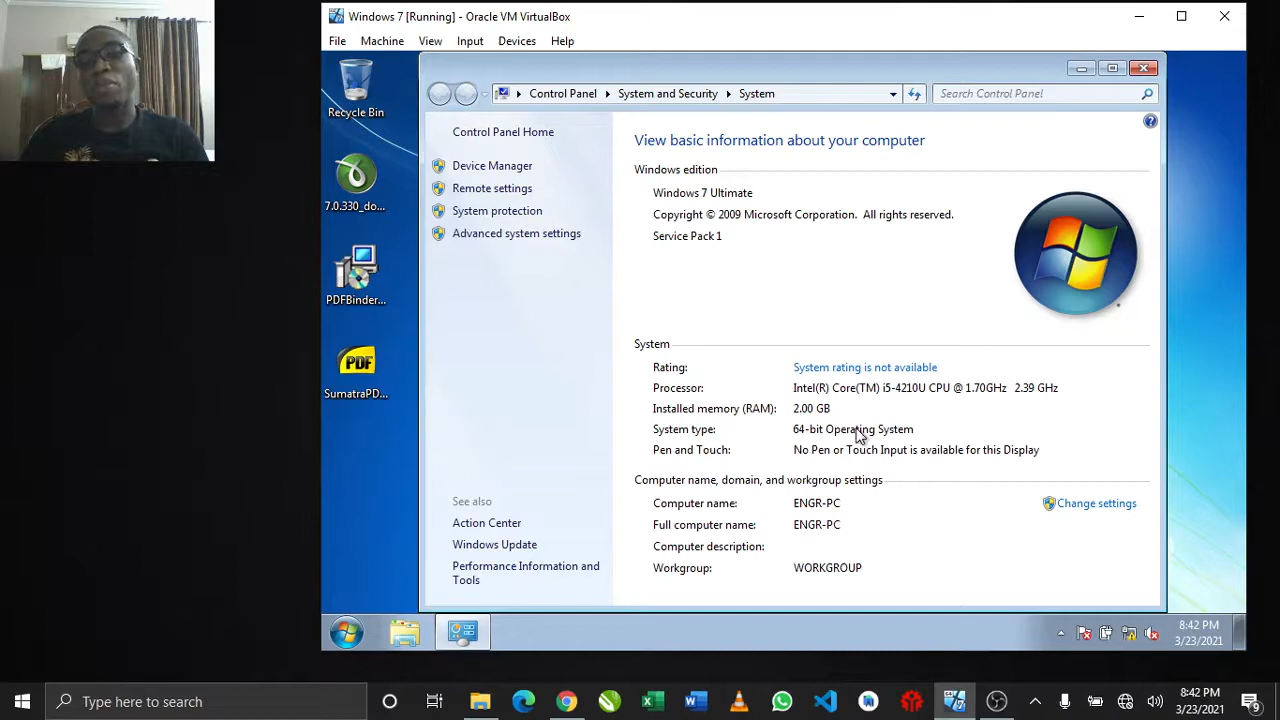 Windows 7 [Running] - Oracle VM VirtualBox
File Machine View Input Devices Help
Recycle Bin
7.0.330_do...
PDFBinder...
PDF
SumatraPD...
Control Panel System and Security System
Search Control Panel
Control Panel Home
Device Manager
Remote settings
System protection
Advanced system settings
See also
Action Center
Windows Update
Performance Information and
Tools
View basic information about your computer
Windows edition
Windows 7 Ultimate
Copyright © 2009 Microsoft Corporation. All rights reserved.
Service Pack 1
System
Rating: System rating is not available
Processor: Intel(R) Core(TM) i5-4210U CPU @ 1.70GHz 2.39 GHz
Installed memory (RAM): 2.00 GB
System type: 64-bit Operating System
Pen and Touch: No Pen or Touch Input is available for this Display
Computer name, domain, and workgroup settings
Computer name: ENGR-PC Change settings
Full computer name: ENGR-PC
Computer description:
Workgroup: WORKGROUP
8:42 PM
3/23/2021
Type here to search
8:42 PM
3/23/2021
9